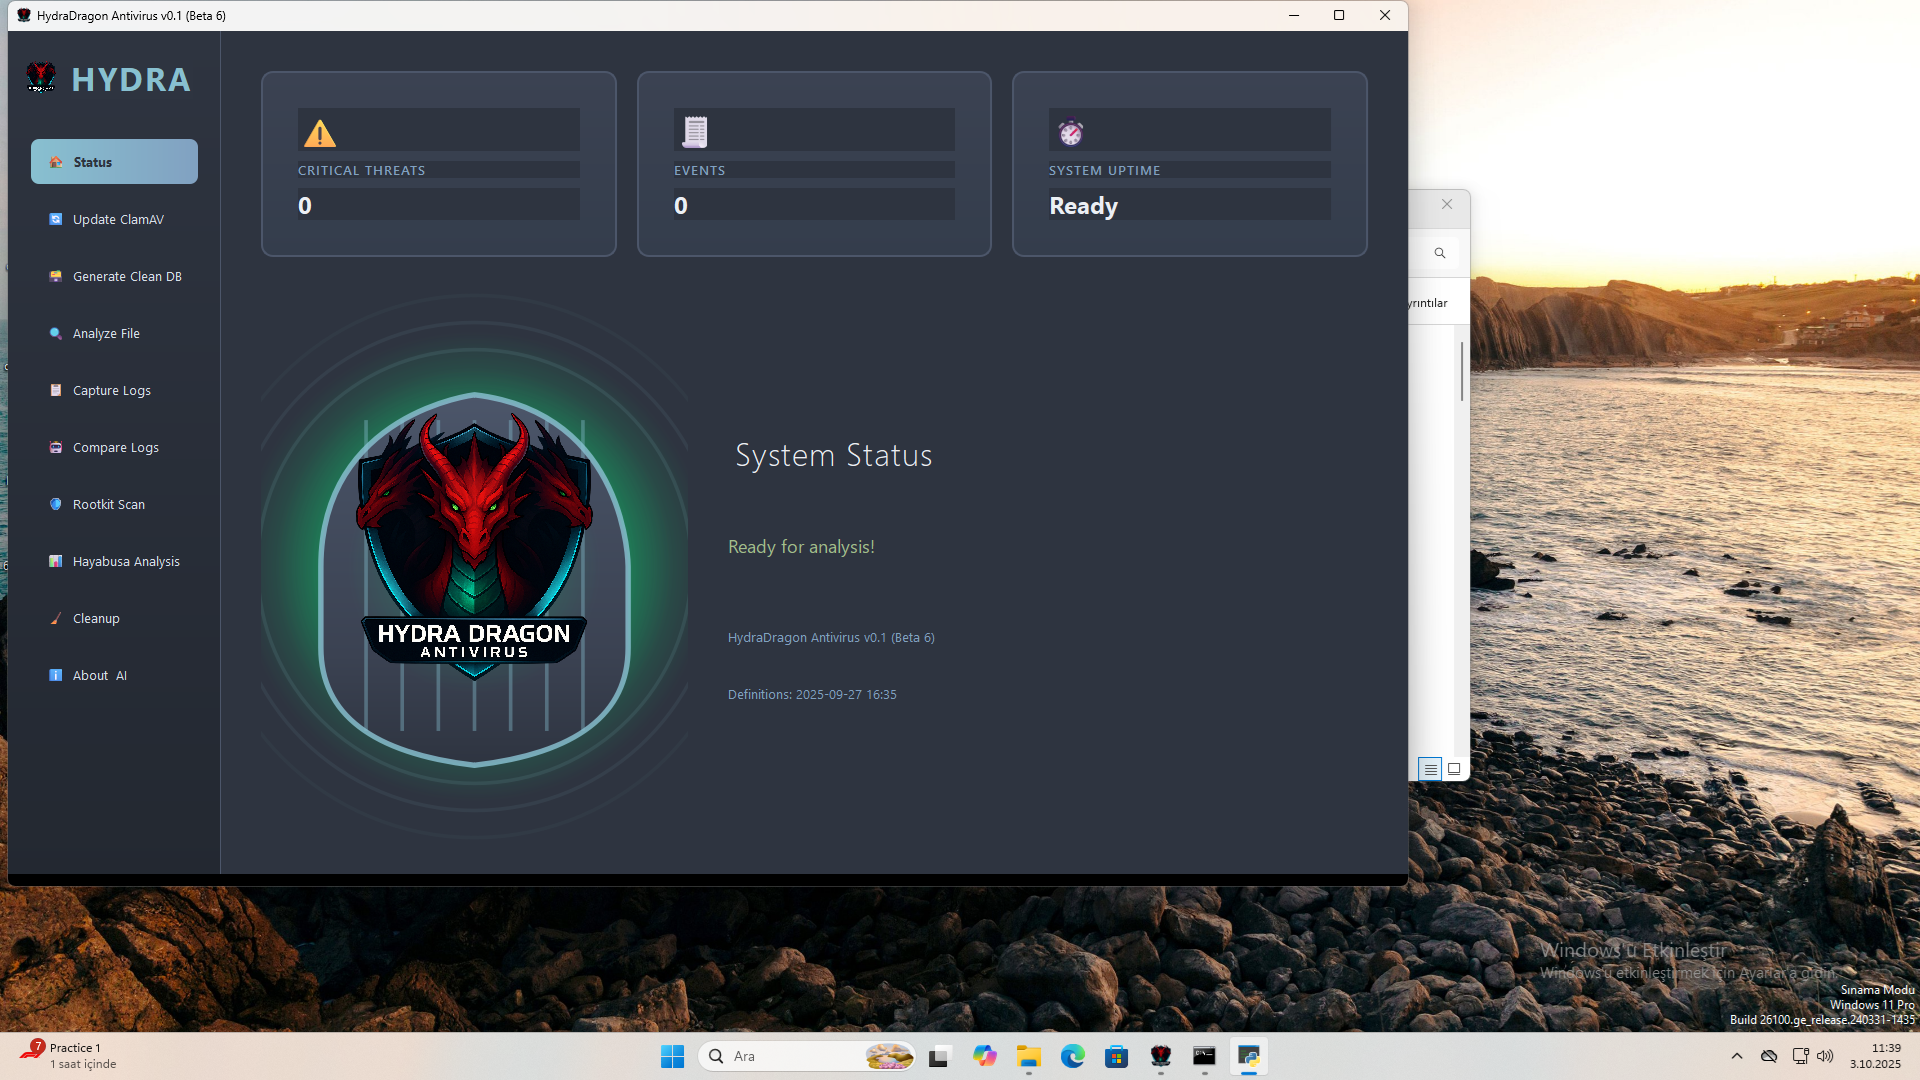 HydraDragon Antivirus v0.1 (Beta 6)
HYDRA
Status
Update ClamAV
Generate Clean DB
Analyze File
Capture Logs
Compare Logs
Rootkit Scan
Hayabusa Analysis
Cleanup
About AI
CRITICAL THREATS
0
EVENTS
0
SYSTEM UPTIME
Ready
HYDRA DRAGON
ANTIVIRUS
System Status
Ready for analysis!
HydraDragon Antivirus v0.1 (Beta 6)
Definitions: 2025-09-27 16:35
yrıntılar
Windows'u Etkinleştir
Windows'u etkinleştirmek için Ayarlar'a gidin.
Sınama Modu
Windows 11 Pro
Build 26100.ge_release.240331-1435
7
Practice 1
1 saat içinde
Ara
11:39
3.10.2025